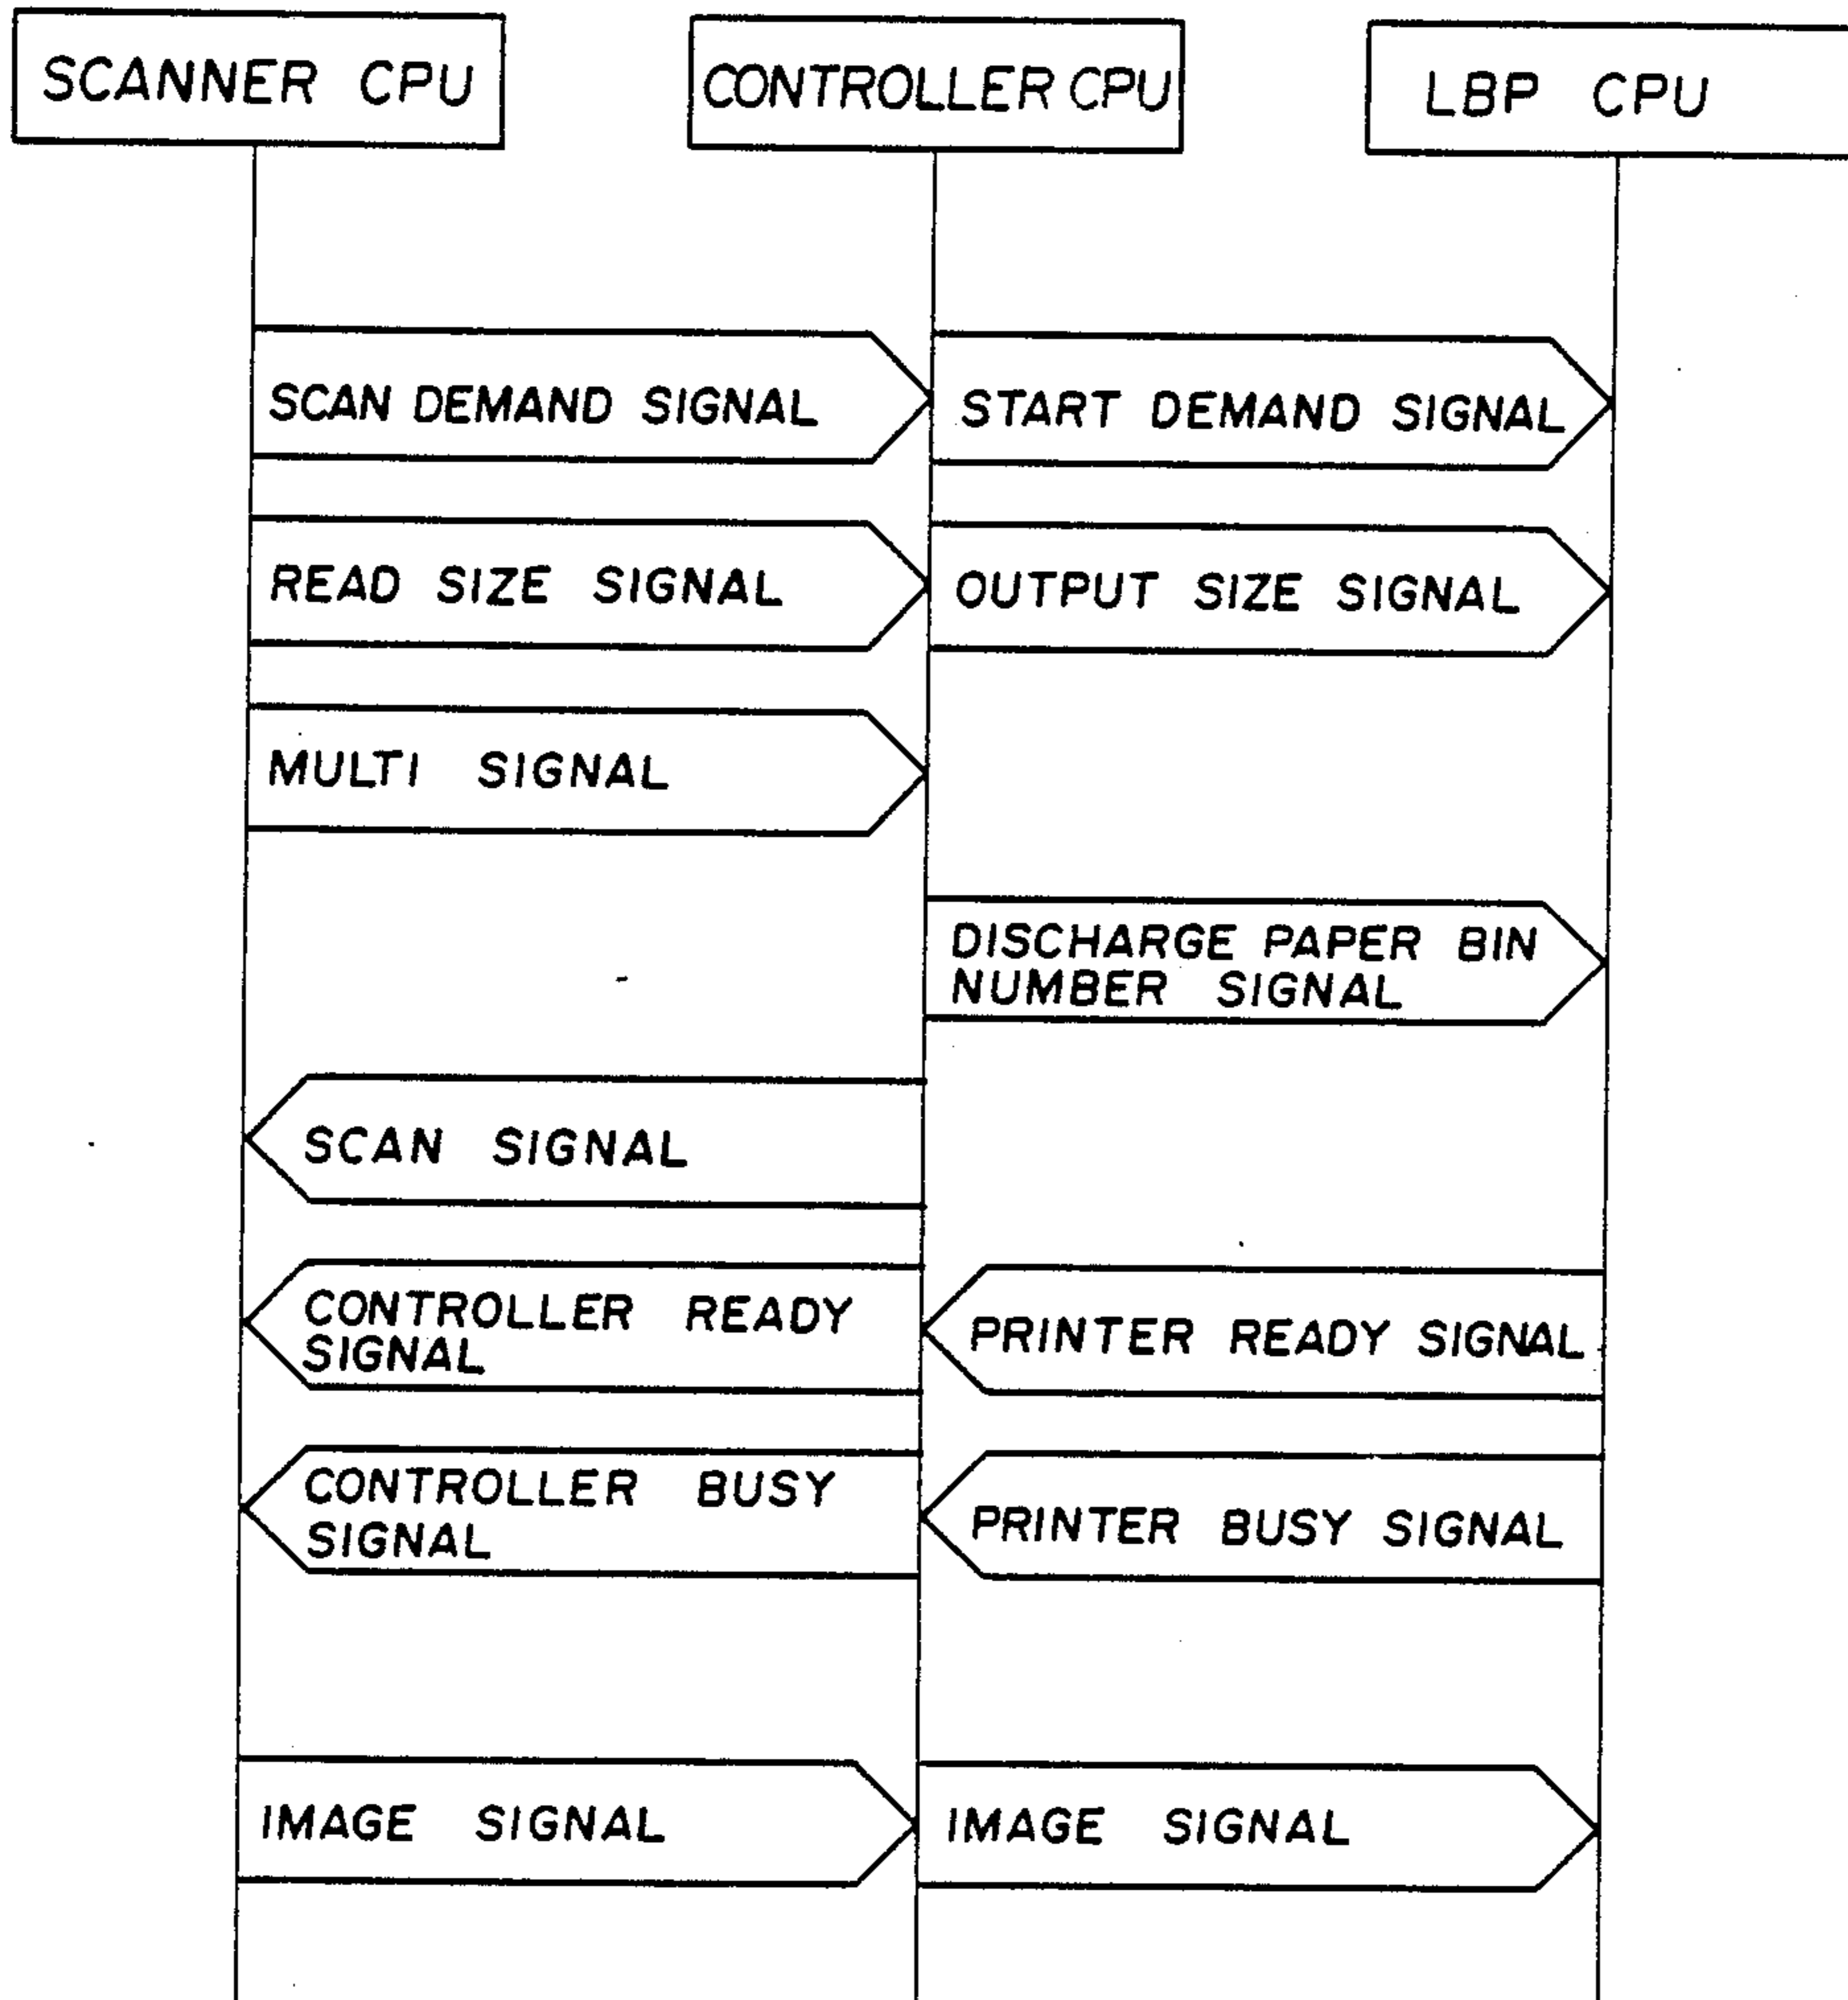 SCANNER CPU
CONTROLLER CPU
LBP CPU
SCAN DEMAND SIGNAL
START DEMAND SIGNAL
READ SIZE SIGNAL
OUTPUT SIZE SIGNAL
MULTI SIGNAL
DISCHARGE PAPER BIN
NUMBER SIGNAL
SCAN SIGNAL
CONTROLLER READY
SIGNAL
PRINTER READY SIGNAL
CONTROLLER BUSY
SIGNAL
PRINTER BUSY SIGNAL
IMAGE SIGNAL
IMAGE SIGNAL